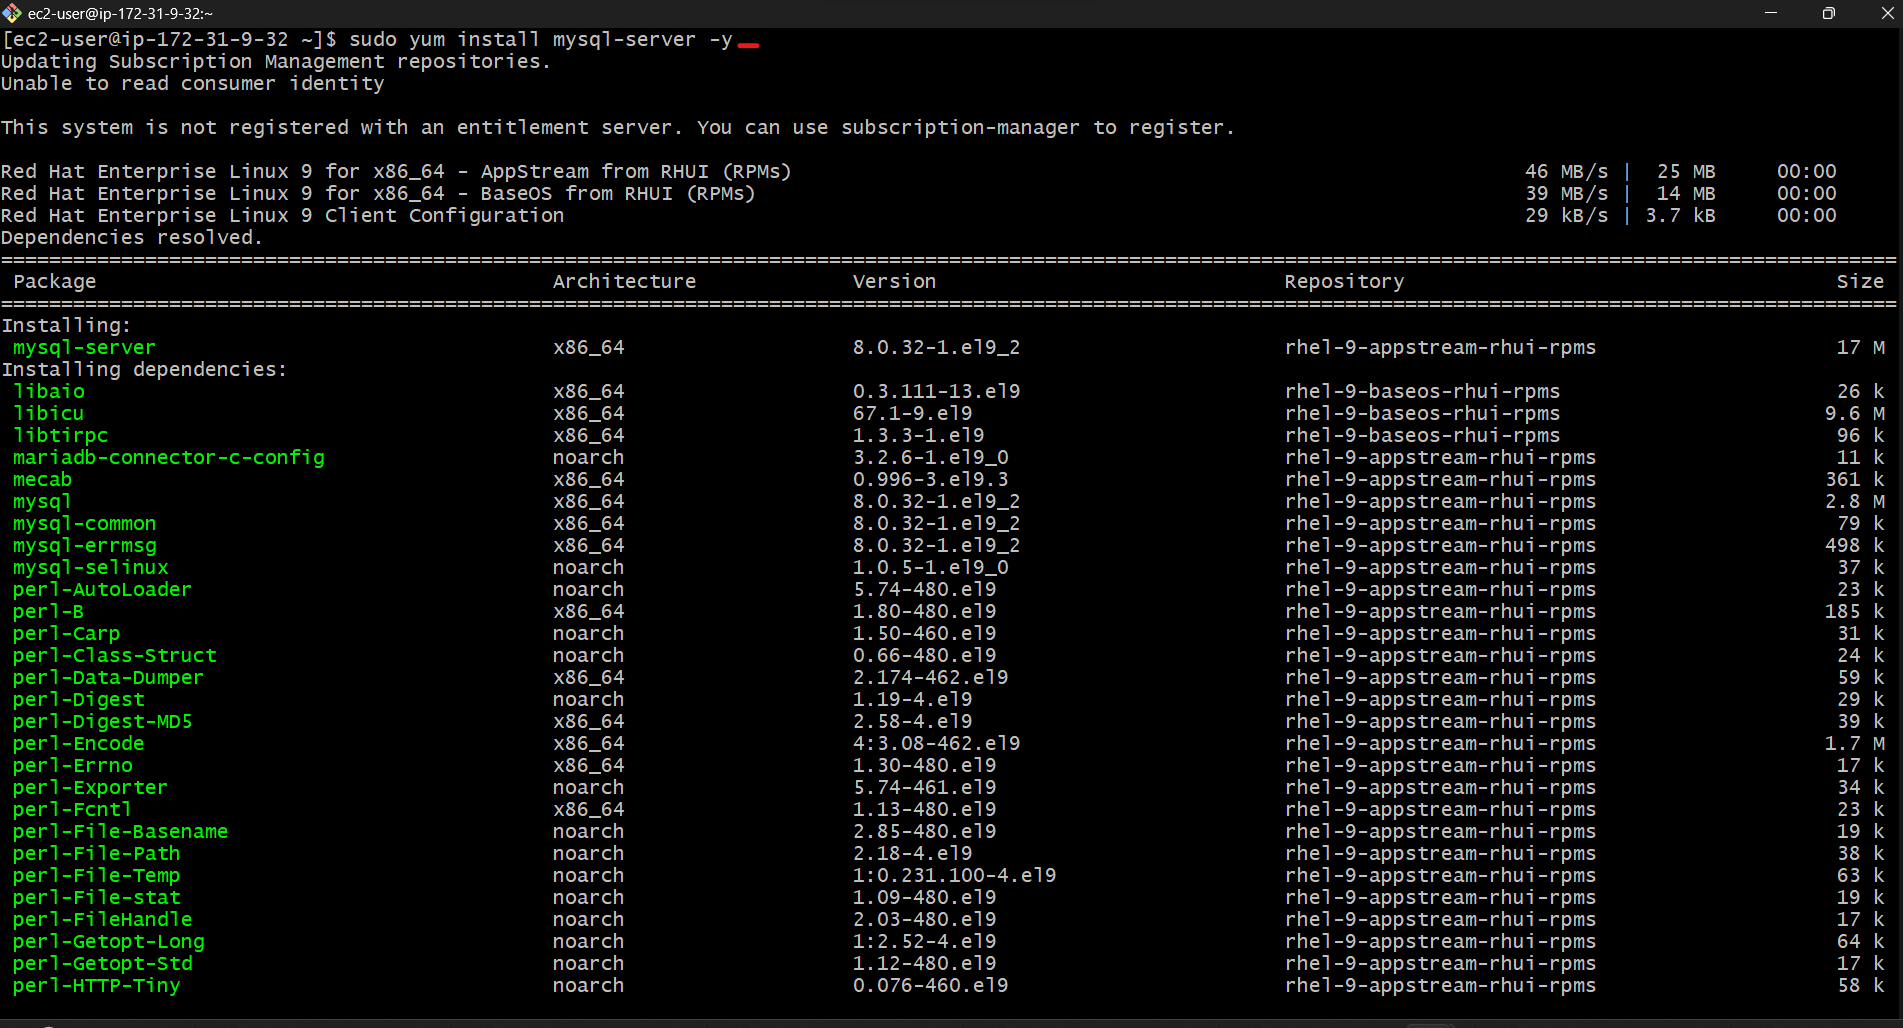 ec2-user@ip-172-31-9-32:~
[ec2-user@ip-172-31-9-32 ~]$ sudo yum install mysql-server -y
Updating Subscription Management repositories.
Unable to read consumer identity
This system is not registered with an entitlement server. You can use subscription-manager to register.
Red Hat Enterprise Linux 9 for x86_64 - AppStream from RHUI (RPMs) 46 MB/s | 25 MB 00:00
Red Hat Enterprise Linux 9 for x86_64 - BaseOS from RHUI (RPMs) 39 MB/s | 14 MB 00:00
Red Hat Enterprise Linux 9 Client Configuration 29 kB/s | 3.7 kB 00:00
Dependencies resolved.
Package Architecture Version Repository Size
Installing:
mysql-server x86_64 8.0.32-1.el9_2 rhel-9-appstream-rhui-rpms 17 M
Installing dependencies:
libaio x86_64 0.3.111-13.el9 rhel-9-baseos-rhui-rpms 26 k
libicu x86_64 67.1-9.el9 rhel-9-baseos-rhui-rpms 9.6 M
libtirpc x86_64 1.3.3-1.el9 rhel-9-baseos-rhui-rpms 96 k
mariadb-connector-c-config noarch 3.2.6-1.el9_0 rhel-9-appstream-rhui-rpms 11 k
mecab x86_64 0.996-3.el9.3 rhel-9-appstream-rhui-rpms 361 k
mysql x86_64 8.0.32-1.el9_2 rhel-9-appstream-rhui-rpms 2.8 M
mysql-common x86_64 8.0.32-1.el9_2 rhel-9-appstream-rhui-rpms 79 k
mysql-errmsg x86_64 8.0.32-1.el9_2 rhel-9-appstream-rhui-rpms 498 k
mysql-selinux noarch 1.0.5-1.el9_0 rhel-9-appstream-rhui-rpms 37 k
perl-AutoLoader noarch 5.74-480.el9 rhel-9-appstream-rhui-rpms 23 k
perl-B x86_64 1.80-480.el9 rhel-9-appstream-rhui-rpms 185 k
perl-Carp noarch 1.50-460.el9 rhel-9-appstream-rhui-rpms 31 k
perl-Class-Struct noarch 0.66-480.el9 rhel-9-appstream-rhui-rpms 24 k
perl-Data-Dumper x86_64 2.174-462.el9 rhel-9-appstream-rhui-rpms 59 k
perl-Digest noarch 1.19-4.el9 rhel-9-appstream-rhui-rpms 29 k
perl-Digest-MD5 x86_64 2.58-4.el9 rhel-9-appstream-rhui-rpms 39 k
perl-Encode x86_64 4:3.08-462.el9 rhel-9-appstream-rhui-rpms 1.7 M
perl-Errno x86_64 1.30-480.el9 rhel-9-appstream-rhui-rpms 17 k
perl-Exporter noarch 5.74-461.el9 rhel-9-appstream-rhui-rpms 34 k
perl-Fcntl x86_64 1.13-480.el9 rhel-9-appstream-rhui-rpms 23 k
perl-File-Basename noarch 2.85-480.el9 rhel-9-appstream-rhui-rpms 19 k
perl-File-Path noarch 2.18-4.el9 rhel-9-appstream-rhui-rpms 38 k
perl-File-Temp noarch 1:0.231.100-4.el9 rhel-9-appstream-rhui-rpms 63 k
perl-File-stat noarch 1.09-480.el9 rhel-9-appstream-rhui-rpms 19 k
perl-FileHandle noarch 2.03-480.el9 rhel-9-appstream-rhui-rpms 17 k
perl-Getopt-Long noarch 1:2.52-4.el9 rhel-9-appstream-rhui-rpms 64 k
perl-Getopt-Std noarch 1.12-480.el9 rhel-9-appstream-rhui-rpms 17 k
perl-HTTP-Tiny noarch 0.076-460.el9 rhel-9-appstream-rhui-rpms 58 k